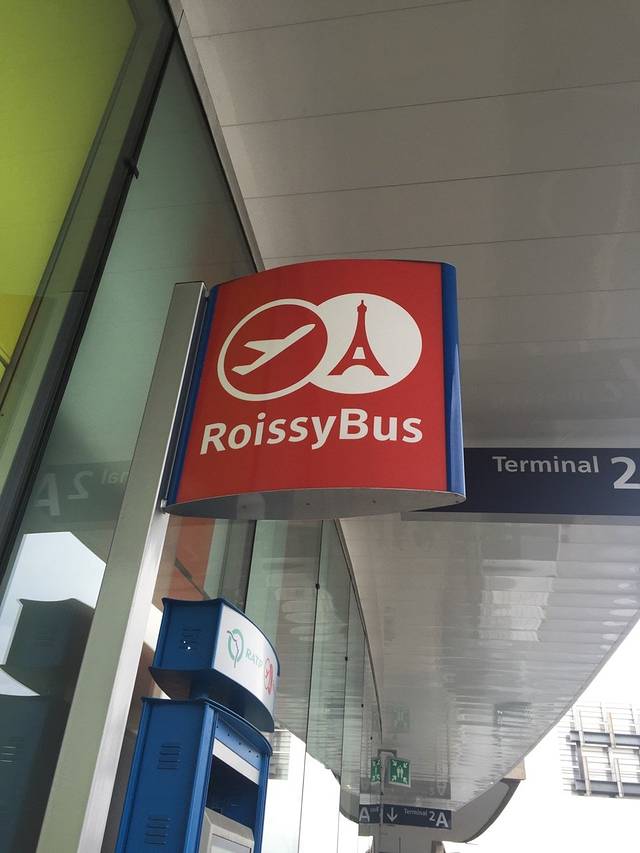 RoissyBus
Terminal 2
RATP
A
Terminal 2A